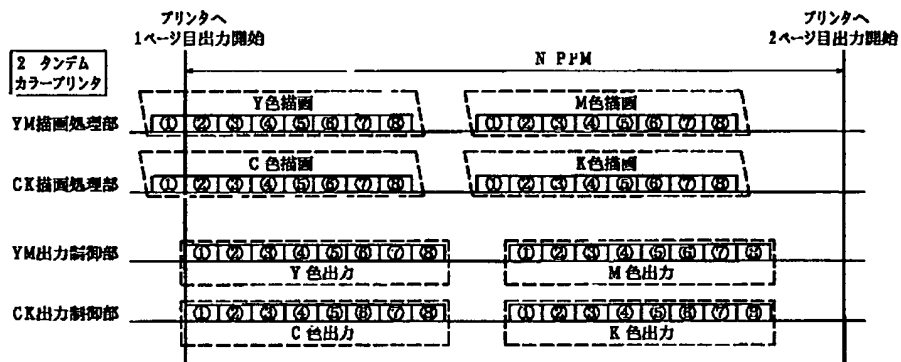 プリンタへ
1ページ目出力開始
プリンタへ
2ページ目出力開始
2 タンデム
カラープリンタ
N PPM
Y色描画
M色描画
YM描画処理部
①②③④⑤⑥⑦⑧
①②③④⑤⑥⑦⑧
C色描画
K色描画
CK描画処理部
①②③④⑤⑥⑦⑧
①②③④⑤⑥⑦⑧
YM出力制御部
①②③④⑤⑥⑦⑧
①②③④⑤⑥⑦⑧
Y色出力
M色出力
CK出力制御部
①②③④⑤⑥⑦⑧
①②③④⑤⑥⑦⑧
C色出力
K色出力